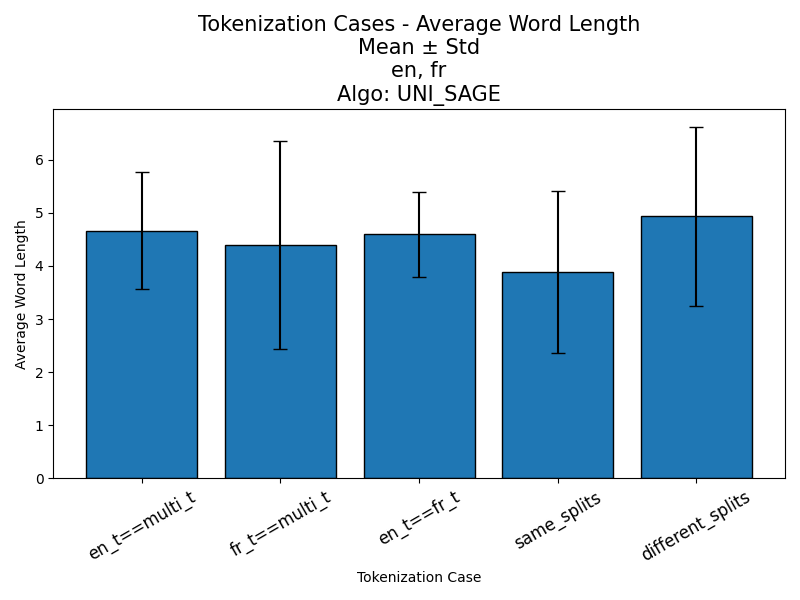 Tokenization Cases - Average Word Length
Mean ± Std
en, fr
Algo: UNI_SAGE
Average Word Length
6
5
4
3
2
1
0
en_t==multi_t
fr_t==multi_t
en_t==fr_t
same_splits
different_splits
Tokenization Case